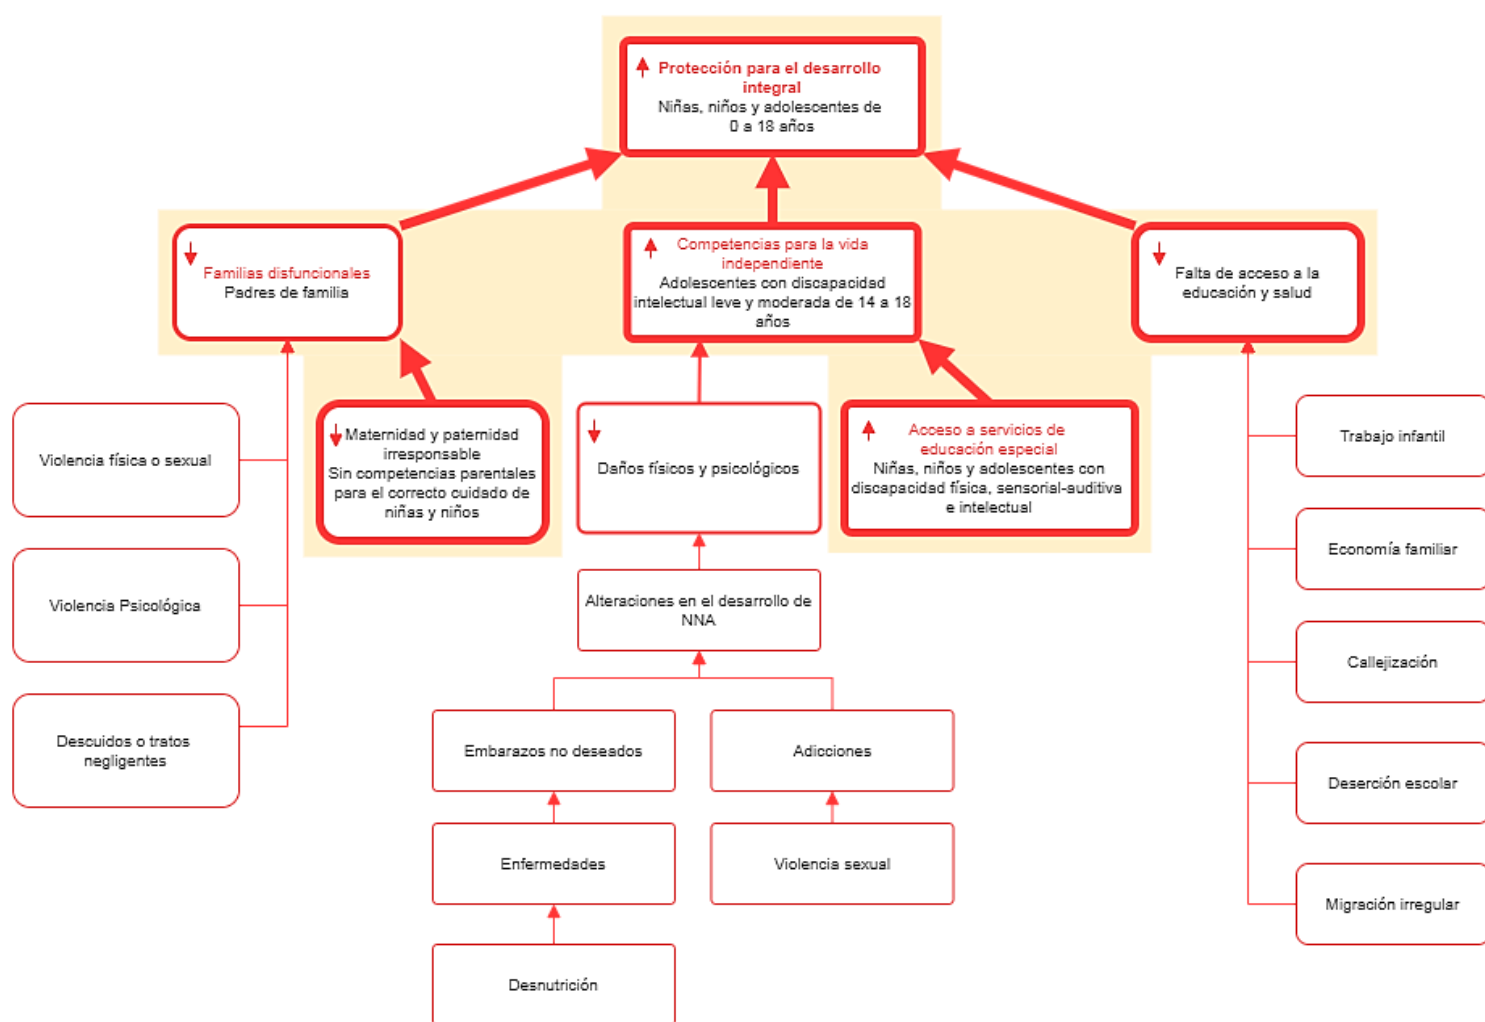 Protección para el desarrollo
integral
Niñas, niños y adolescentes de
0 a 18 años
Familias disfuncionales
Padres de familia
Competencias para la vida
independiente
Adolescentes con discapacidad
intelectual leve y moderada de 14 a 18
años
Falta de acceso a la
educación y salud
Violencia física o sexual
Maternidad y paternidad
irresponsable
Sin competencias parentales
para el correcto cuidado de
niñas y niños
Daños físicos y psicológicos
Acceso a servicios de
educación especial
Niñas, niños y adolescentes con
discapacidad física, sensorial-auditiva
e intelectual
Trabajo infantil
Economía familiar
Violencia Psicológica
Alteraciones en el desarrollo de
NNA
Callejización
Descuidos o tratos
negligentes
Embarazos no deseados
Adicciones
Deserción escolar
Enfermedades
Violencia sexual
Migración irregular
Desnutrición